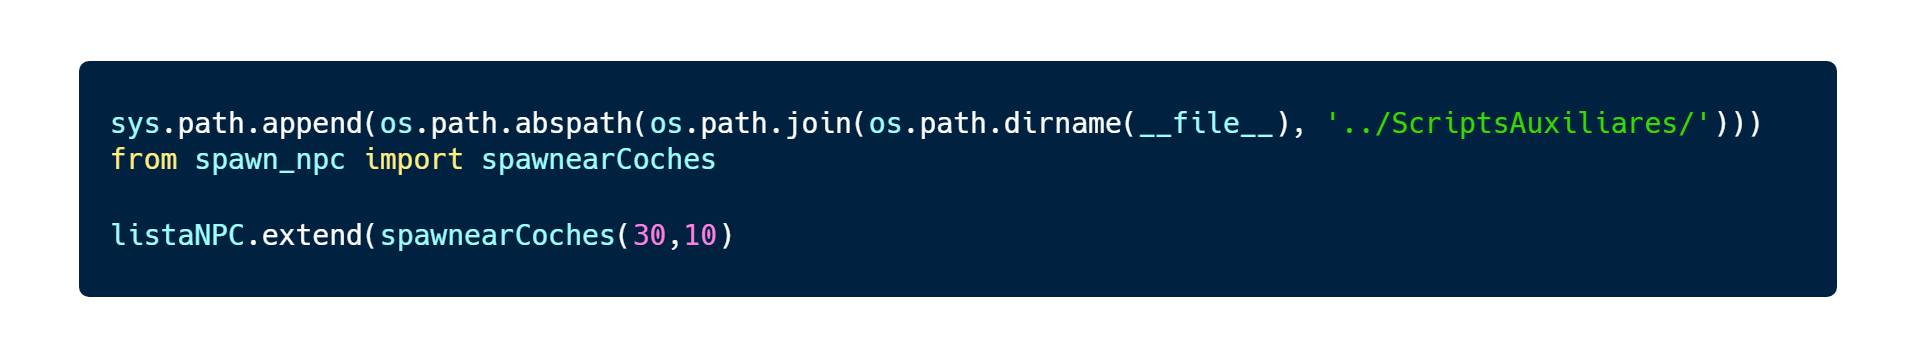 sys.path.append(os.path.abspath(os.path.join(os.path.dirname(__file__), '../ScriptsAuxiliares/')))
from spawn_npc import spawnearCoches
listaNPC.extend(spawnearCoches(30,10)